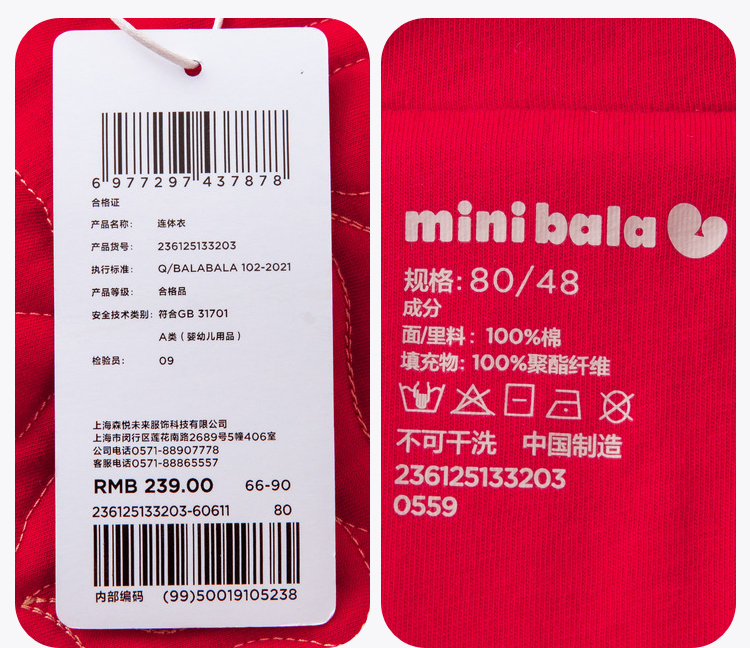 6 977297 437878
合格证
产品名称: 连体衣
产品货号: 236125133203
执行标准: Q/BALABALA 102-2021
产品等级: 合格品
安全技术类别: 符合GB 31701
A类 ( 婴幼儿用品 )
检验员: 09
上海森悦未来服饰科技有限公司
上海市闵行区莲花南路2689号5幢406室
公司电话0571-88907778
客服电话0571-88865557
RMB 239.00 66-90
236125133203-60611 80
内部编码 (99)50019105238
mini bala
规格: 80/48
成分
面/里料: 100%棉
填充物: 100%聚酯纤维
不可干洗 中国制造
236125133203
0559